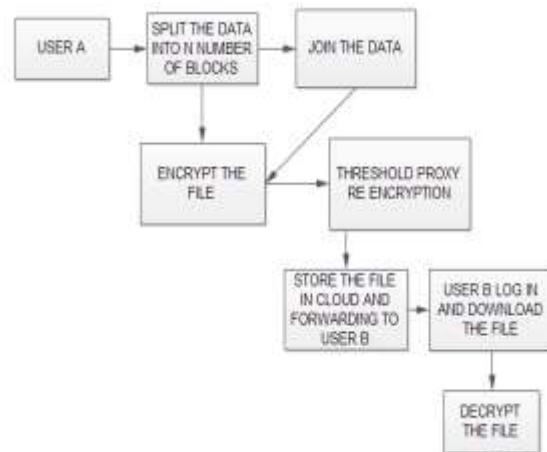 USER A
SPLIT THE DATA
INTO N NUMBER
OF BLOCKS
JOIN THE DATA
ENCRYPT THE
FILE
THRESHOLD PROXY
RE ENCRYPTION
STORE THE FILE
IN CLOUD AND
FORWARDING TO
USER B
USER B LOG IN
AND DOWNLOAD
THE FILE
DECRYPT
THE FILE